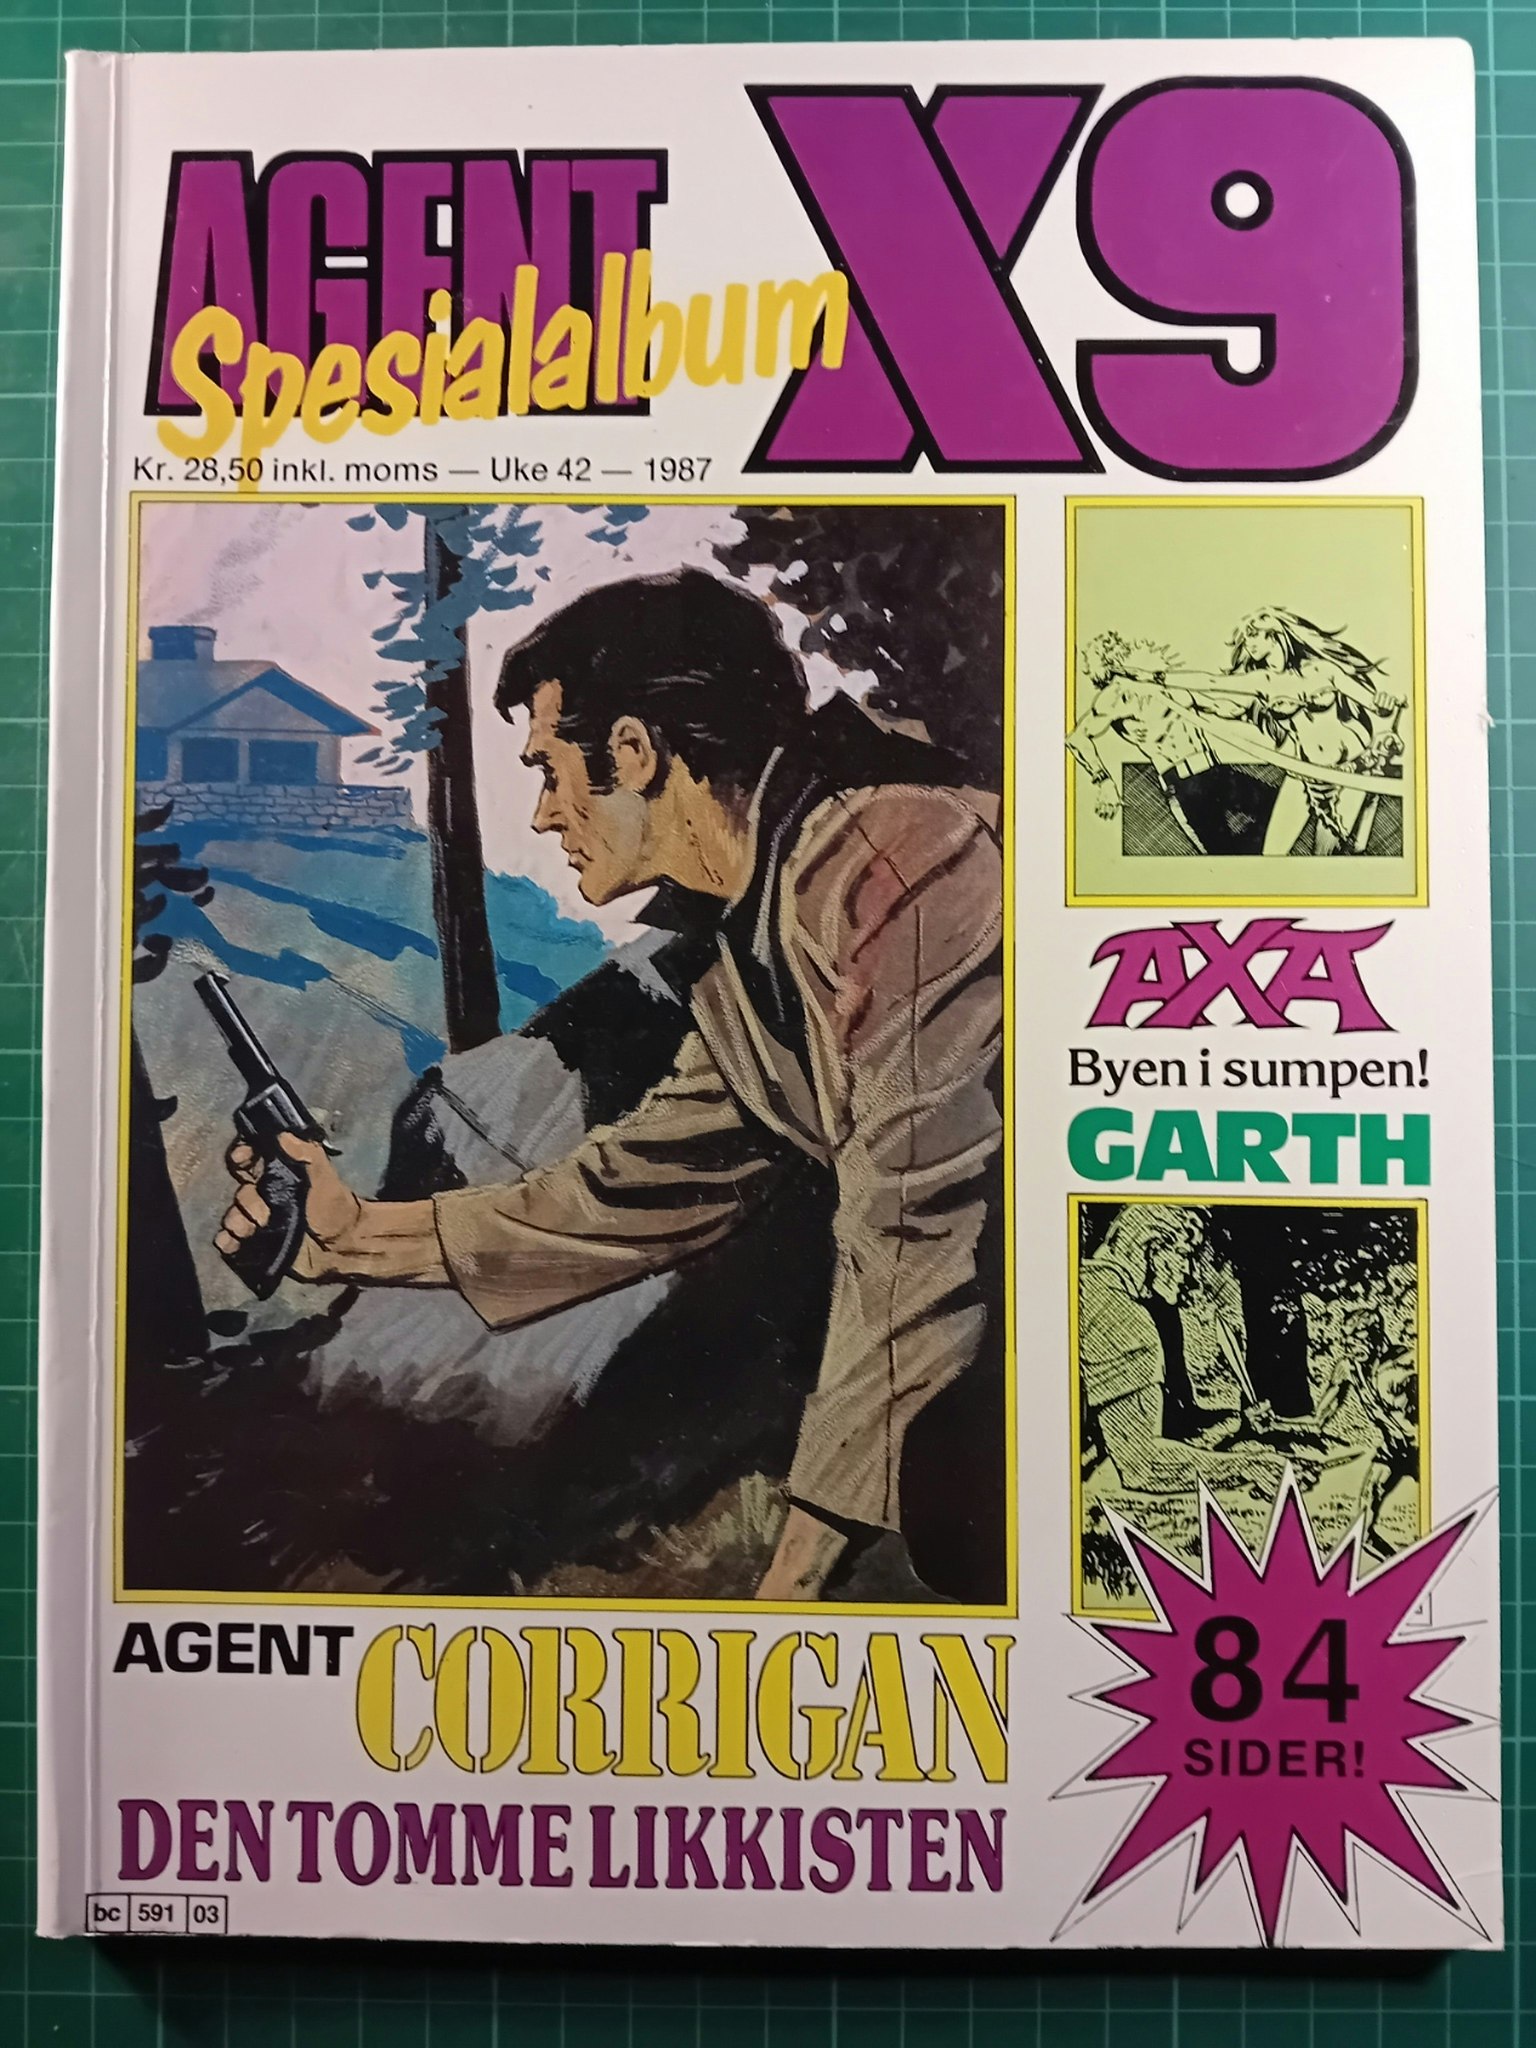 AGENT X9
Spesialalbum
Kr. 28,50 inkl. moms — Uke 42 — 1987
AXA
Byen i sumpen!
GARTH
84
SIDER!
AGENT CORRIGAN
DEN TOMME LIKKISTEN
bc 591 03